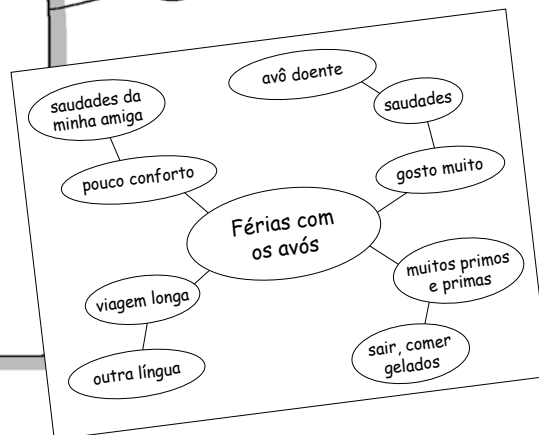 saudades da
minha amiga
pouco conforto
avô doente
saudades
gosto muito
Férias com
os avós
viagem longa
outra língua
muitos primos
e primas
sair, comer
gelados